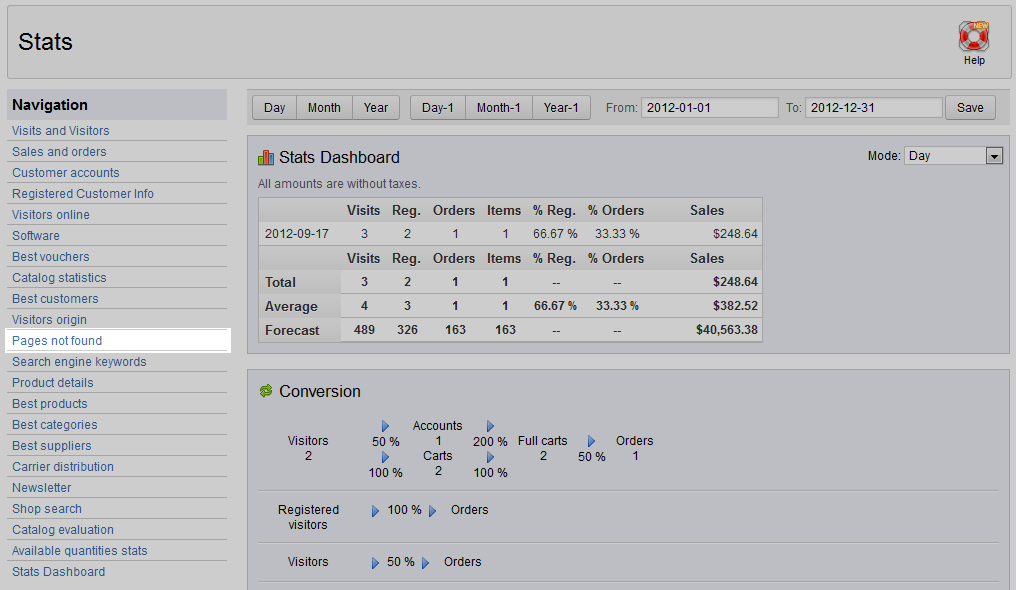 Stats
NEW
Help
Navigation
Visits and Visitors
Sales and orders
Customer accounts
Registered Customer Info
Visitors online
Software
Best vouchers
Catalog statistics
Best customers
Visitors origin
Pages not found
Search engine keywords
Product details
Best products
Best categories
Best suppliers
Carrier distribution
Newsletter
Shop search
Catalog evaluation
Available quantities stats
Stats Dashboard
Day Month Year Day-1 Month-1 Year-1 From: 2012-01-01 To: 2012-12-31 Save
Stats Dashboard Mode: Day
All amounts are without taxes.
Visits Reg. Orders Items % Reg. % Orders Sales
2012-09-17 3 2 1 1 66.67 % 33.33 % $248.64
Visits Reg. Orders Items % Reg. % Orders Sales
Total 3 2 1 1 -- -- $248.64
Average 4 3 1 1 66.67 % 33.33 % $382.52
Forecast 489 326 163 163 -- -- $40,563.38
Conversion
Accounts
Visitors 50 % 1 200 % Full carts Orders
2 Carts 2 50 % 1
100 % 2 100 %
Registered 100 % Orders
visitors
Visitors 50 % Orders